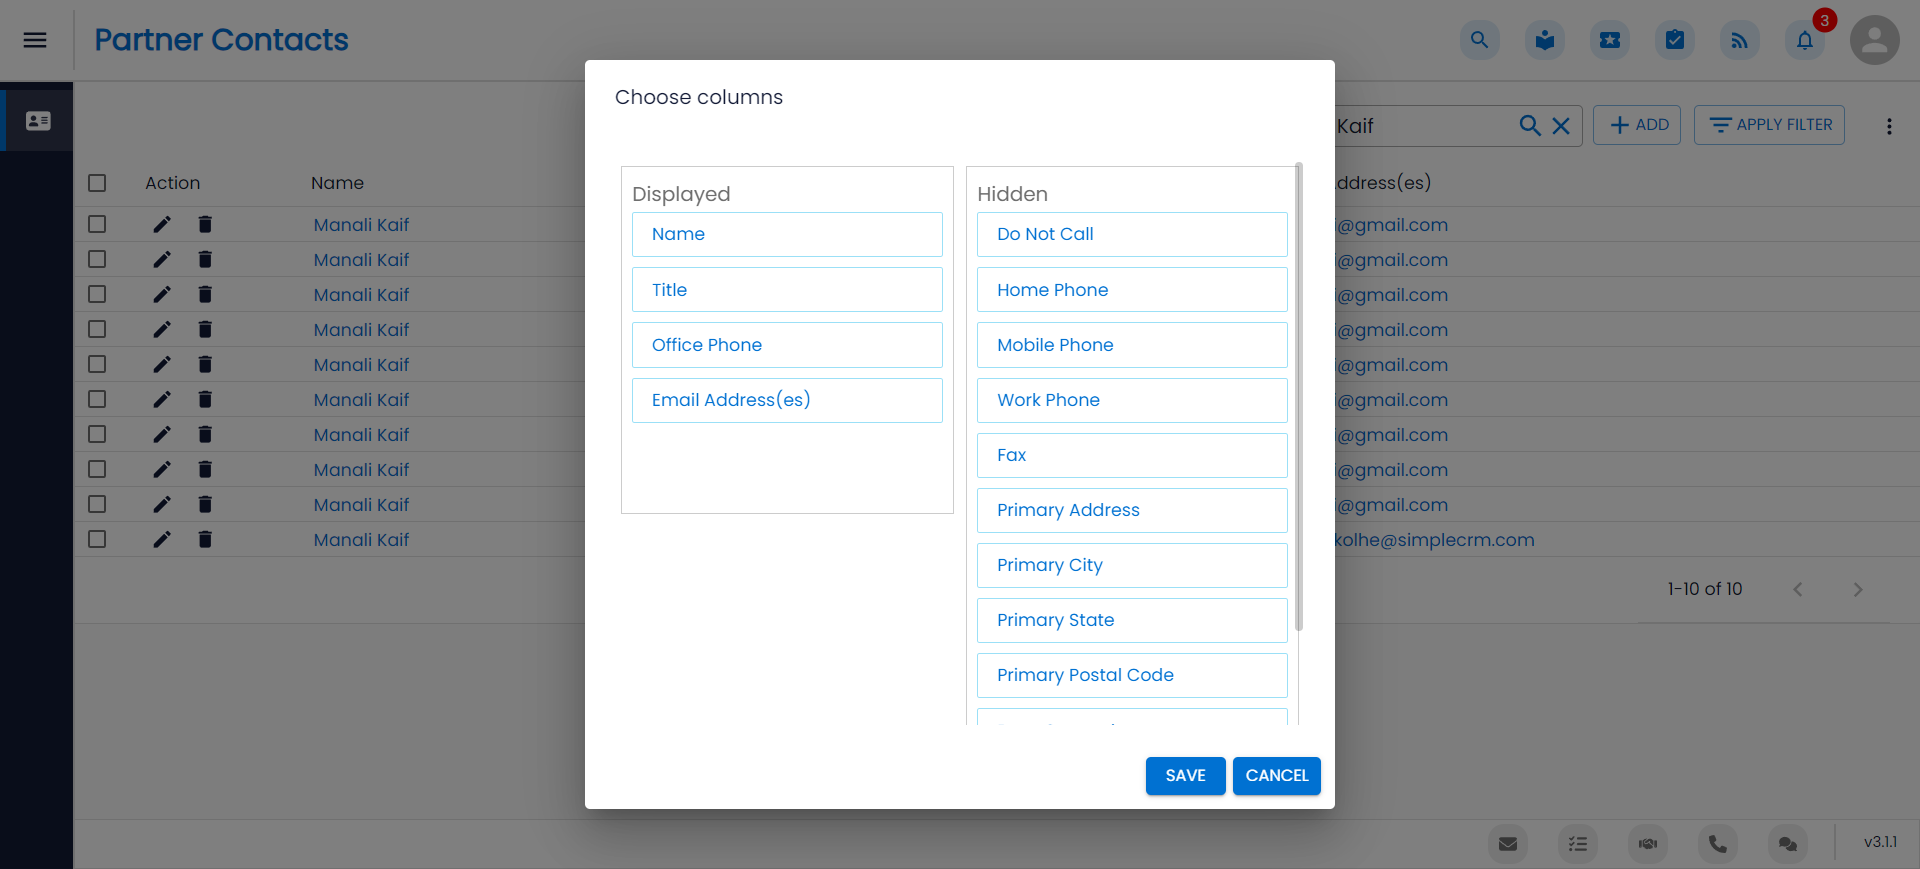 Partner Contacts
3
Choose columns
Kaif
ADD
APPLY FILTER
Action
Name
ddress(es)
Displayed
Name
Title
Office Phone
Email Address(es)
Hidden
Do Not Call
Home Phone
Mobile Phone
Work Phone
Fax
Primary Address
Primary City
Primary State
Primary Postal Code
Manali Kaif
i@gmail.com
Manali Kaif
i@gmail.com
Manali Kaif
i@gmail.com
Manali Kaif
i@gmail.com
Manali Kaif
i@gmail.com
Manali Kaif
i@gmail.com
Manali Kaif
i@gmail.com
Manali Kaif
i@gmail.com
Manali Kaif
i@gmail.com
Manali Kaif
kolhe@simplecrm.com
1-10 of 10
SAVE
CANCEL
v3.1.1